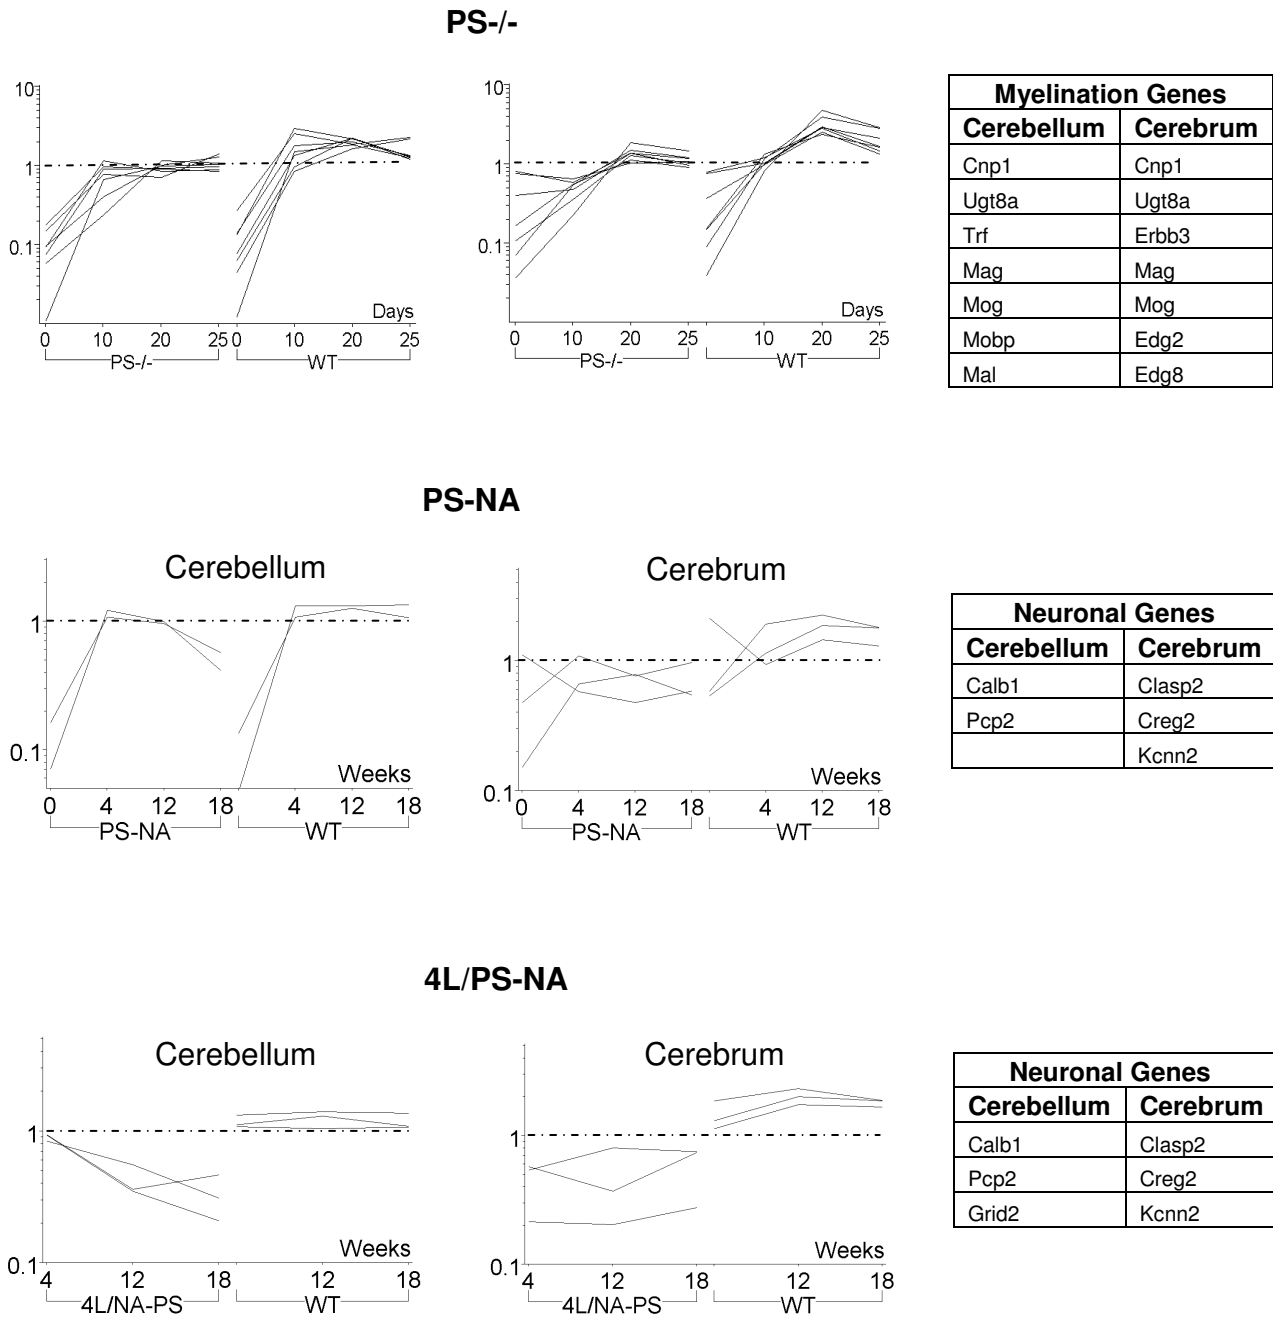 PS-/-
10
1
0.1
Days
0 10 20 25 0 10 20 25
PS-/- WT
10
1
0.1
Days
0 10 20 25 10 20 25
PS-/- WT
Myelination Genes
Cerebellum Cerebrum
Cnp1 Cnp1
Ugt8a Ugt8a
Trf Erbb3
Mag Mag
Mog Mog
Mobp Edg2
Mal Edg8
PS-NA
Cerebellum
1
0.1
Weeks
0 4 12 18 4 12 18
PS-NA WT
Cerebrum
1
0.1
Weeks
0 4 12 18 4 12 18
PS-NA WT
Neuronal Genes
Cerebellum Cerebrum
Calb1 Clasp2
Pcp2 Creg2
Kcnn2
4L/PS-NA
Cerebellum
1
0.1
Weeks
4 12 18 12 18
4L/NA-PS WT
Cerebrum
1
0.1
Weeks
4 12 18 12 18
4L/NA-PS WT
Neuronal Genes
Cerebellum Cerebrum
Calb1 Clasp2
Pcp2 Creg2
Grid2 Kcnn2